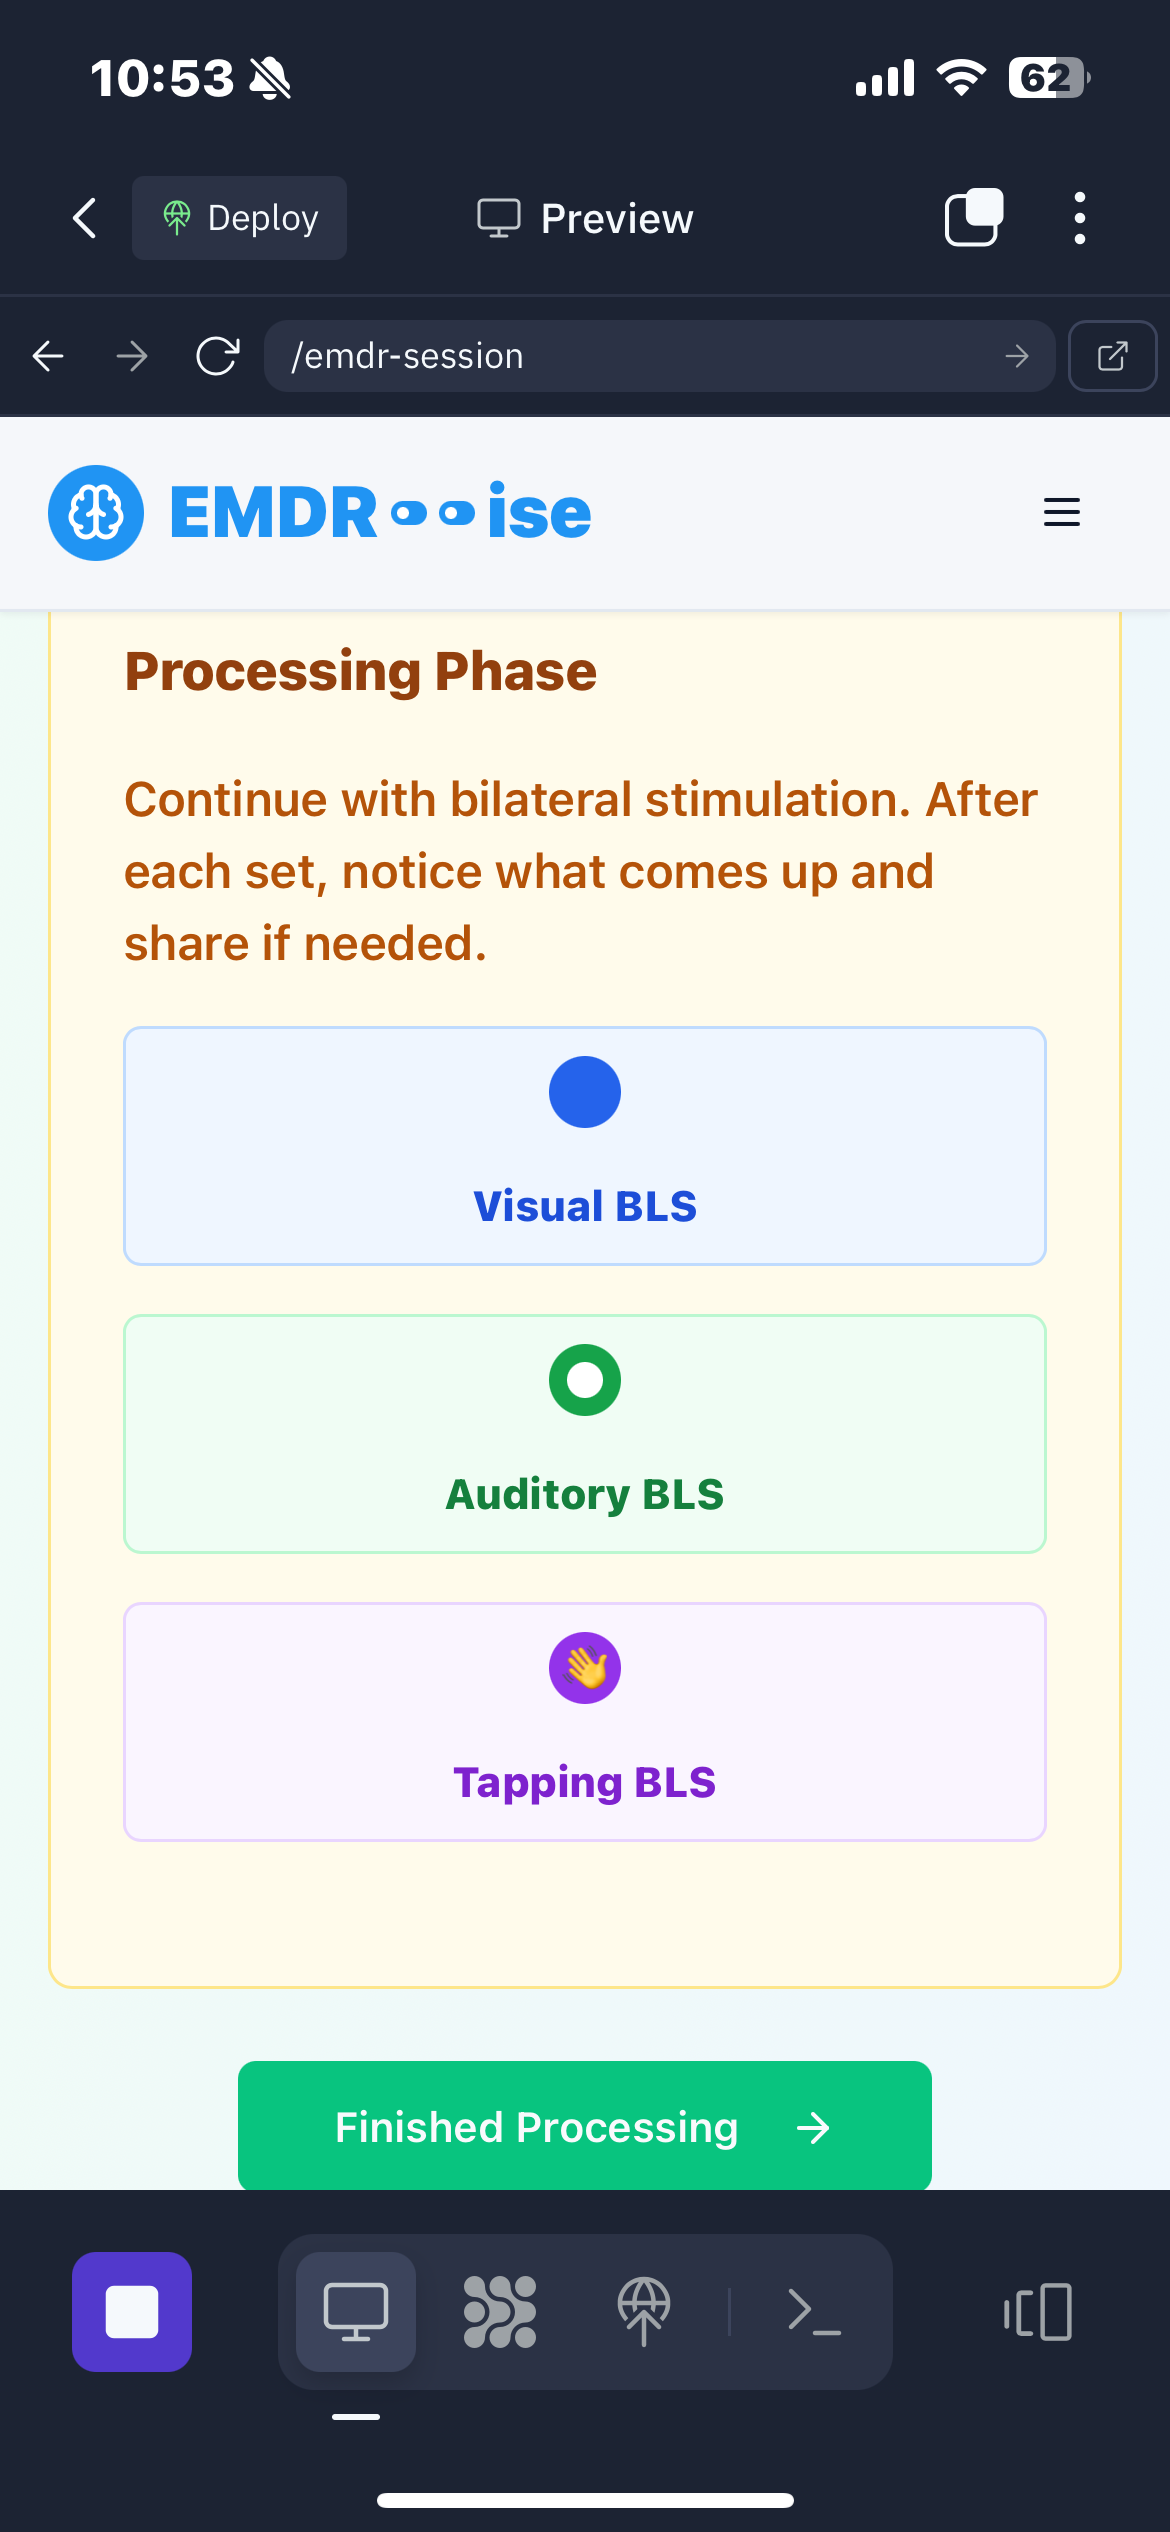 10:53
62
Deploy
Preview
/emdr-session
EMDR ise
Processing Phase
Continue with bilateral stimulation. After
each set, notice what comes up and
share if needed.
Visual BLS
Auditory BLS
Tapping BLS
Finished Processing